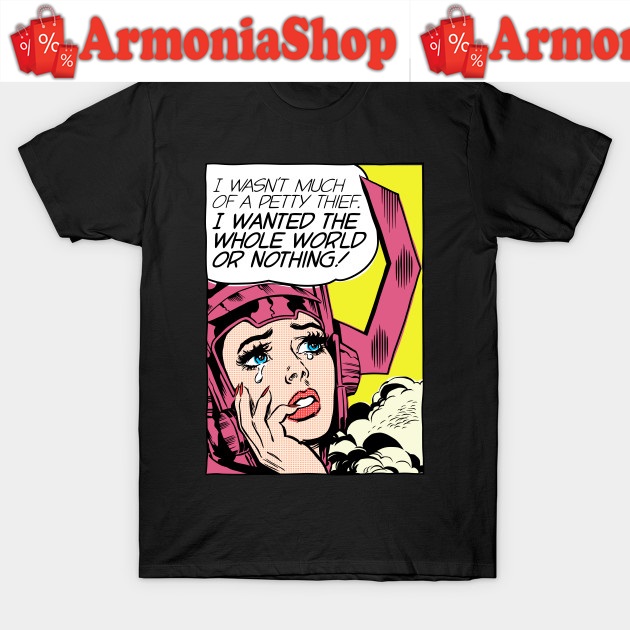 ArmoniaShop Armon
I WASN'T MUCH
OF A PETTY THIEF.
I WANTED THE
WHOLE WORLD
OR NOTHING!